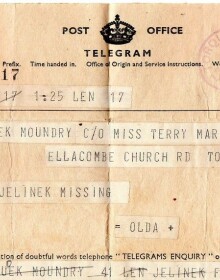 POST OFFICE
TELEGRAM
Prefix. Time handed in. Office of Origin and Service Instructions.
17
17 1·25 LEN 17
EK MOUNDRY C/O MISS TERRY MAR
ELLACOMBE CHURCH RD TO
JELINEK MISSING
= OLDA +
tion of doubtful words telephone "TELEGRAMS ENQUIRY" o
EK MOUNDRY 41 LEN JELINEK